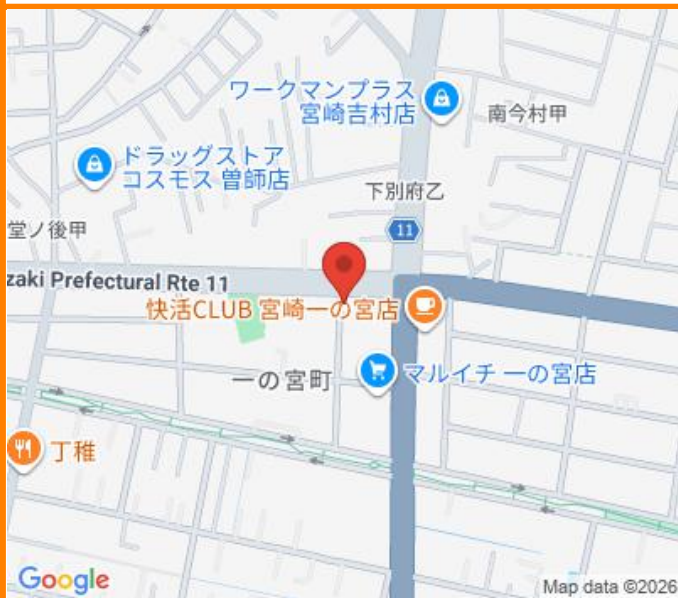 ワークマンプラス
宮崎吉村店
南今村甲
ドラッグストア
コスモス 曽師店
下別府乙
堂ノ後甲
11
zaki Prefectural Rte 11
快活CLUB 宮崎一の宮店
一の宮町
マルイチ 一の宮店
丁稚
Google
Map data ©2026